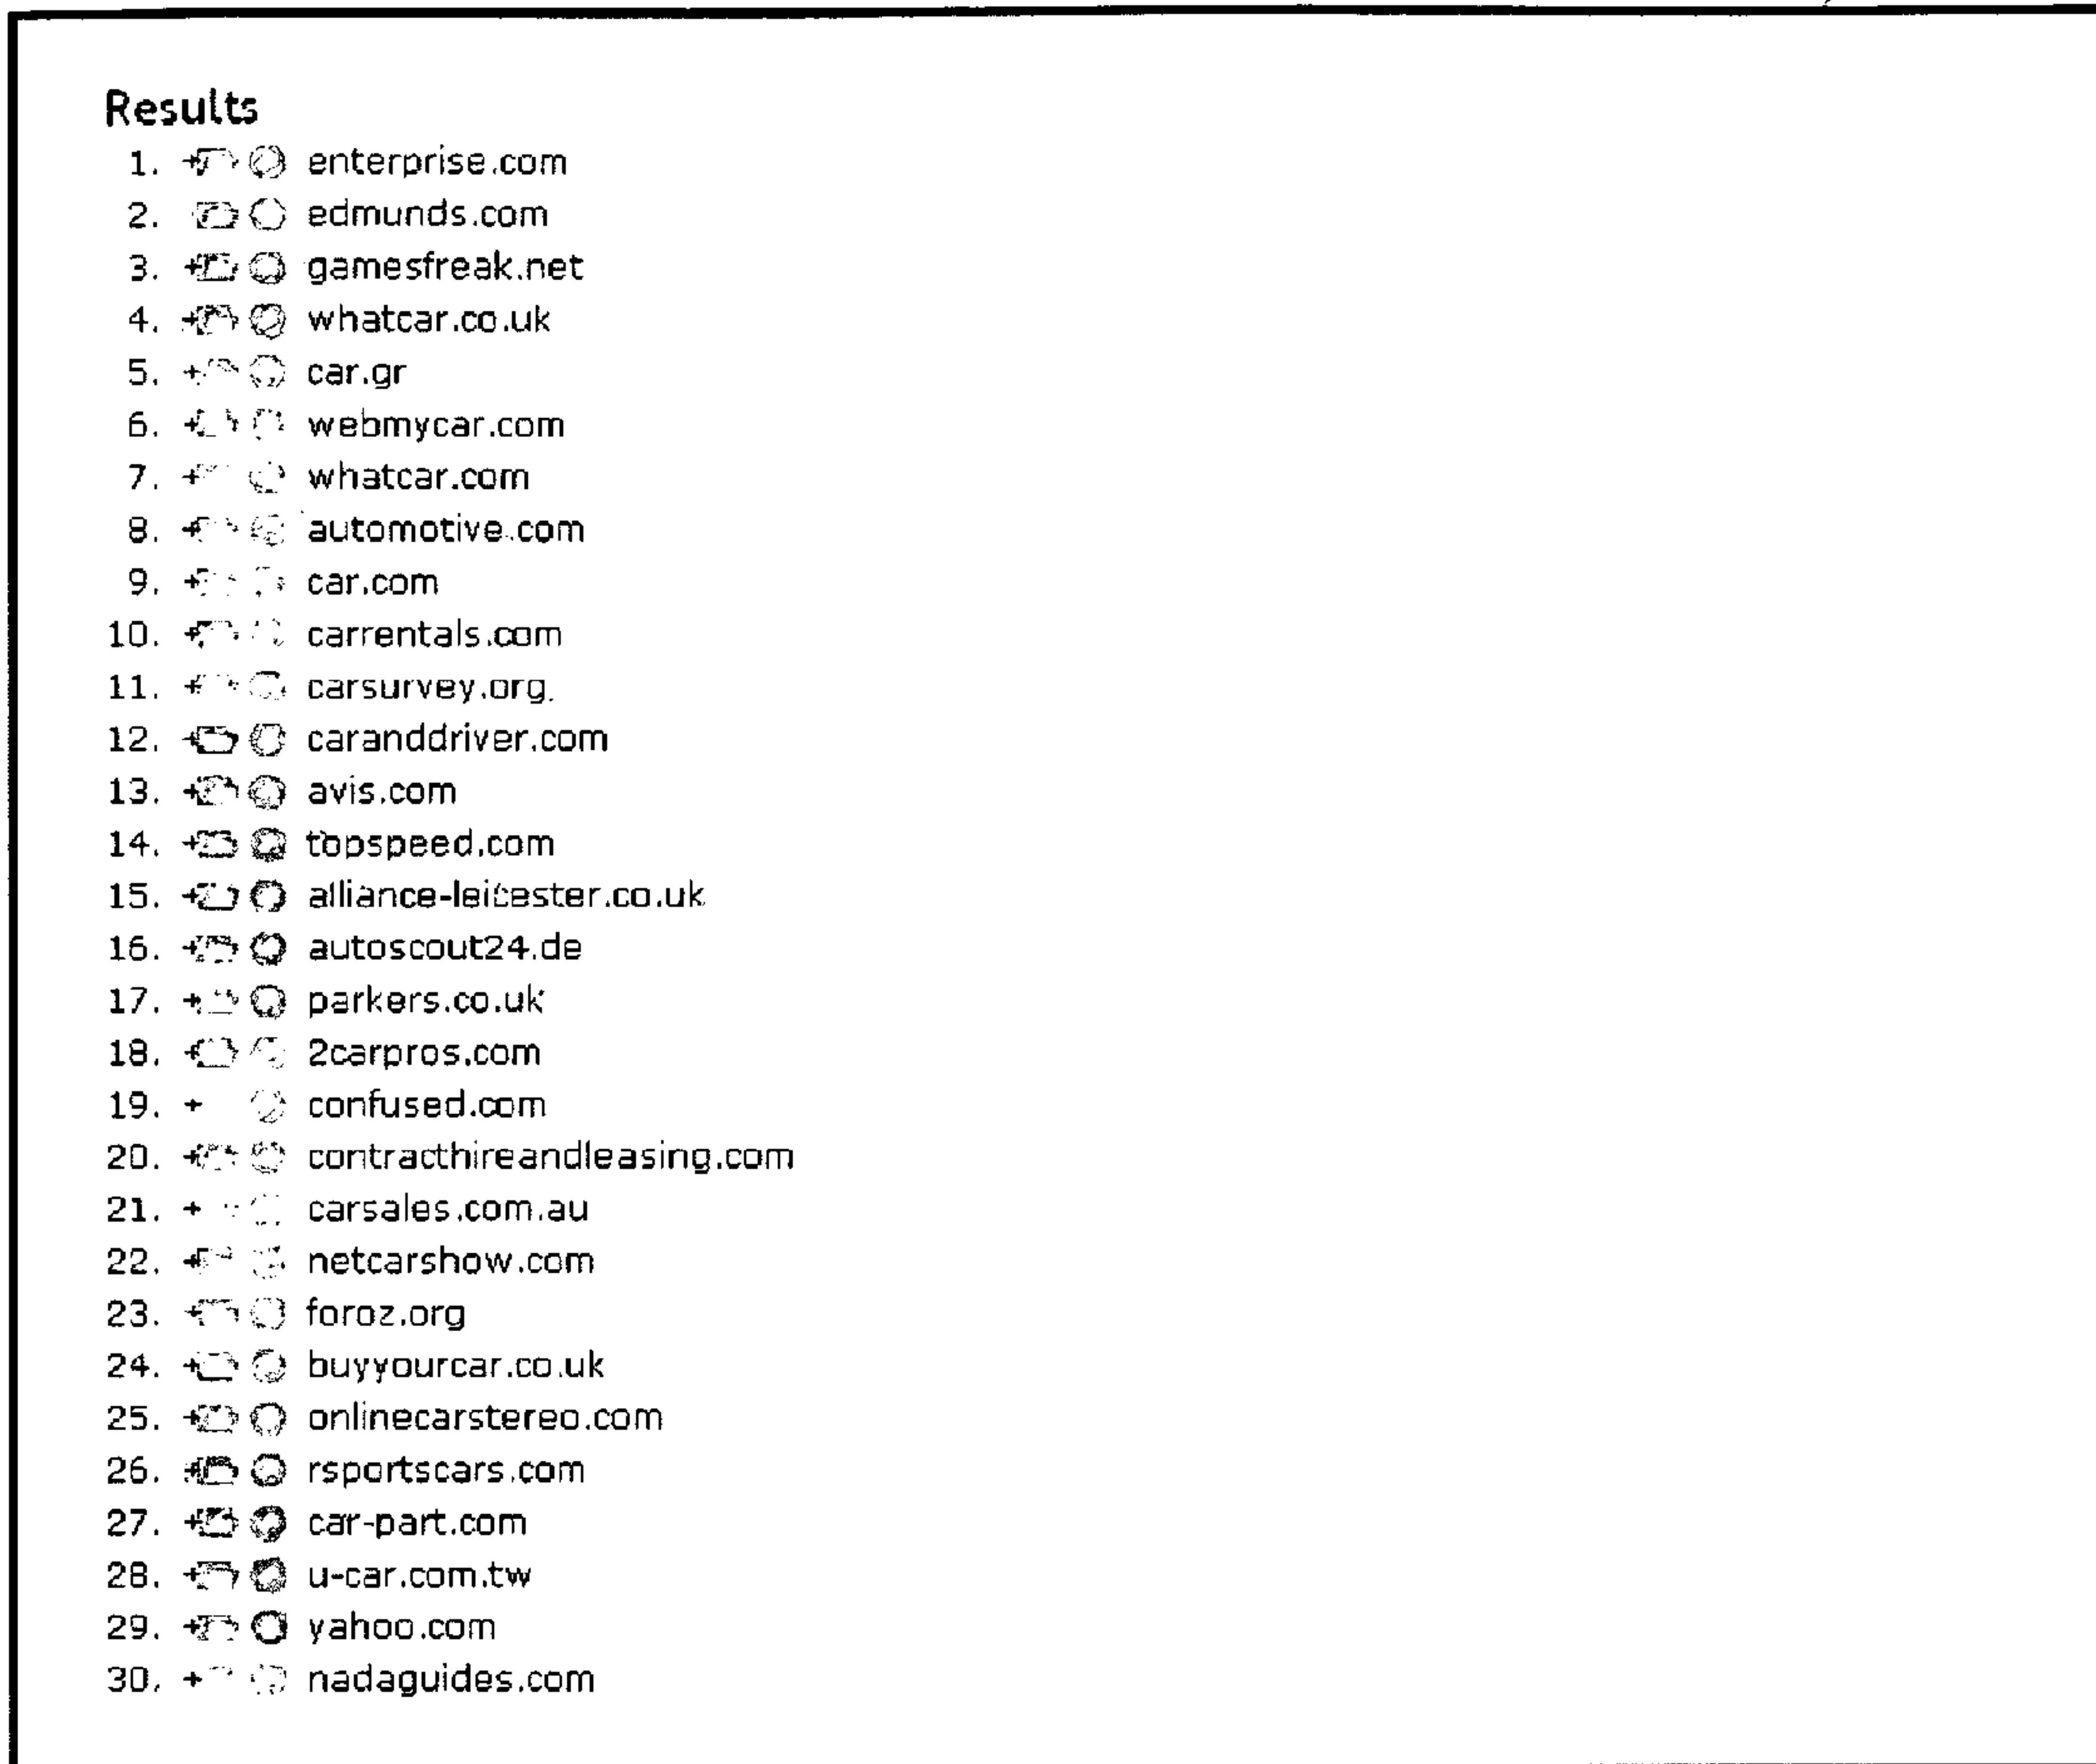 Results
1. enterprise.com
2. edmunds.com
3. gamesfreak.net
4. whatcar.co.uk
5. car.gr
6. webmycar.com
7. whatcar.com
8. automotive.com
9. car.com
10. carrentals.com
11. carsurvey.org
12. caranddriver.com
13. avis.com
14. topspeed.com
15. alliance-leicester.co.uk
16. autoscout24.de
17. parkers.co.uk
18. 2carpros.com
19. confused.com
20. contracthireandleasing.com
21. carsales.com.au
22. netcarshow.com
23. foroz.org
24. buyyourcar.co.uk
25. onlinecarstereo.com
26. rsportscars.com
27. car-part.com
28. u-car.com.tw
29. yahoo.com
30. nadaguides.com